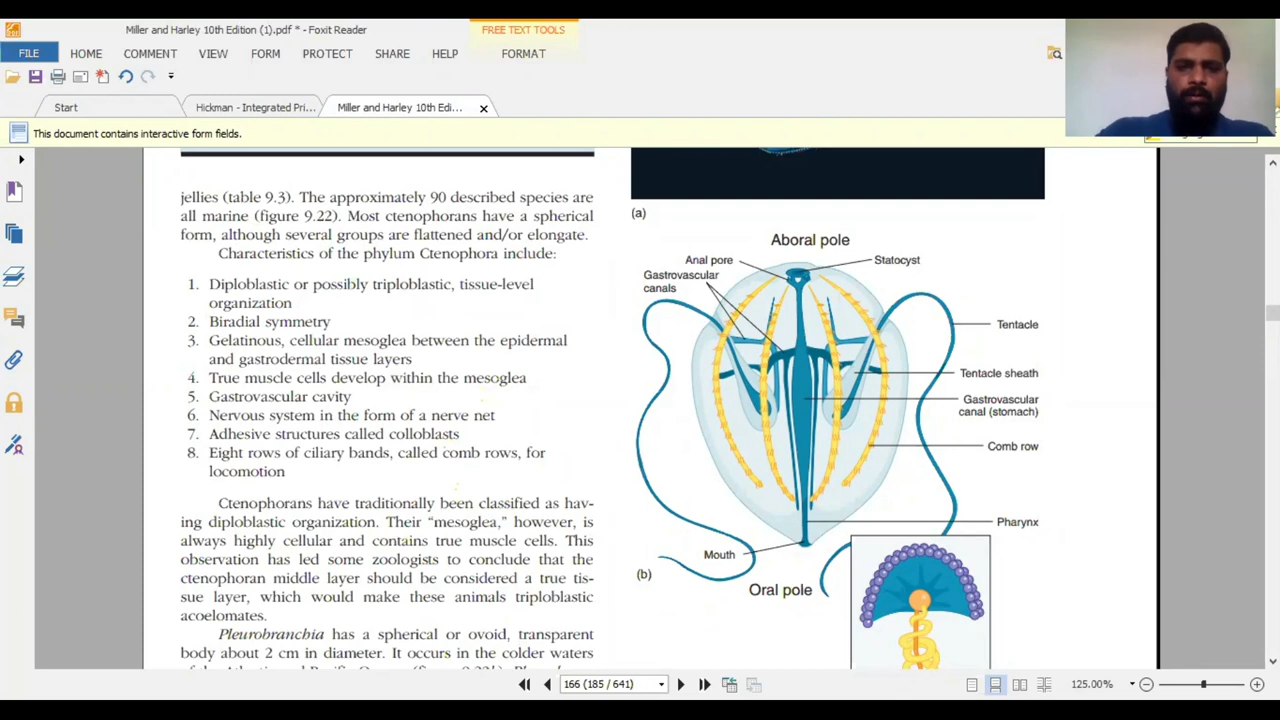 Miller and Harley 10th Edition (1).pdf * - Foxit Reader
FREE TEXT TOOLS
FILE HOME COMMENT VIEW FORM PROTECT SHARE HELP FORMAT
Start
Hickman - Integrated Pri...
Miller and Harley 10th Edi...
This document contains interactive form fields.
jellies (table 9.3). The approximately 90 described species are
all marine (figure 9.22). Most ctenophorans have a spherical
form, although several groups are flattened and/or elongate.
Characteristics of the phylum Ctenophora include:
1. Diploblastic or possibly triploblastic, tissue-level
organization
2. Biradial symmetry
3. Gelatinous, cellular mesoglea between the epidermal
and gastrodermal tissue layers
4. True muscle cells develop within the mesoglea
5. Gastrovascular cavity
6. Nervous system in the form of a nerve net
7. Adhesive structures called colloblasts
8. Eight rows of ciliary bands, called comb rows, for
locomotion
Ctenophorans have traditionally been classified as hav-
ing diploblastic organization. Their “mesoglea,” however, is
always highly cellular and contains true muscle cells. This
observation has led some zoologists to conclude that the
ctenophoran middle layer should be considered a true tis-
sue layer, which would make these animals triploblastic
acoelomates.
Pleurobranchia has a spherical or ovoid, transparent
body about 2 cm in diameter. It occurs in the colder waters
(a)
Aboral pole
Anal pore
Statocyst
Gastrovascular
canals
Tentacle
Tentacle sheath
Gastrovascular
canal (stomach)
Comb row
Pharynx
Mouth
(b)
Oral pole
166 (185 / 641)
125.00%